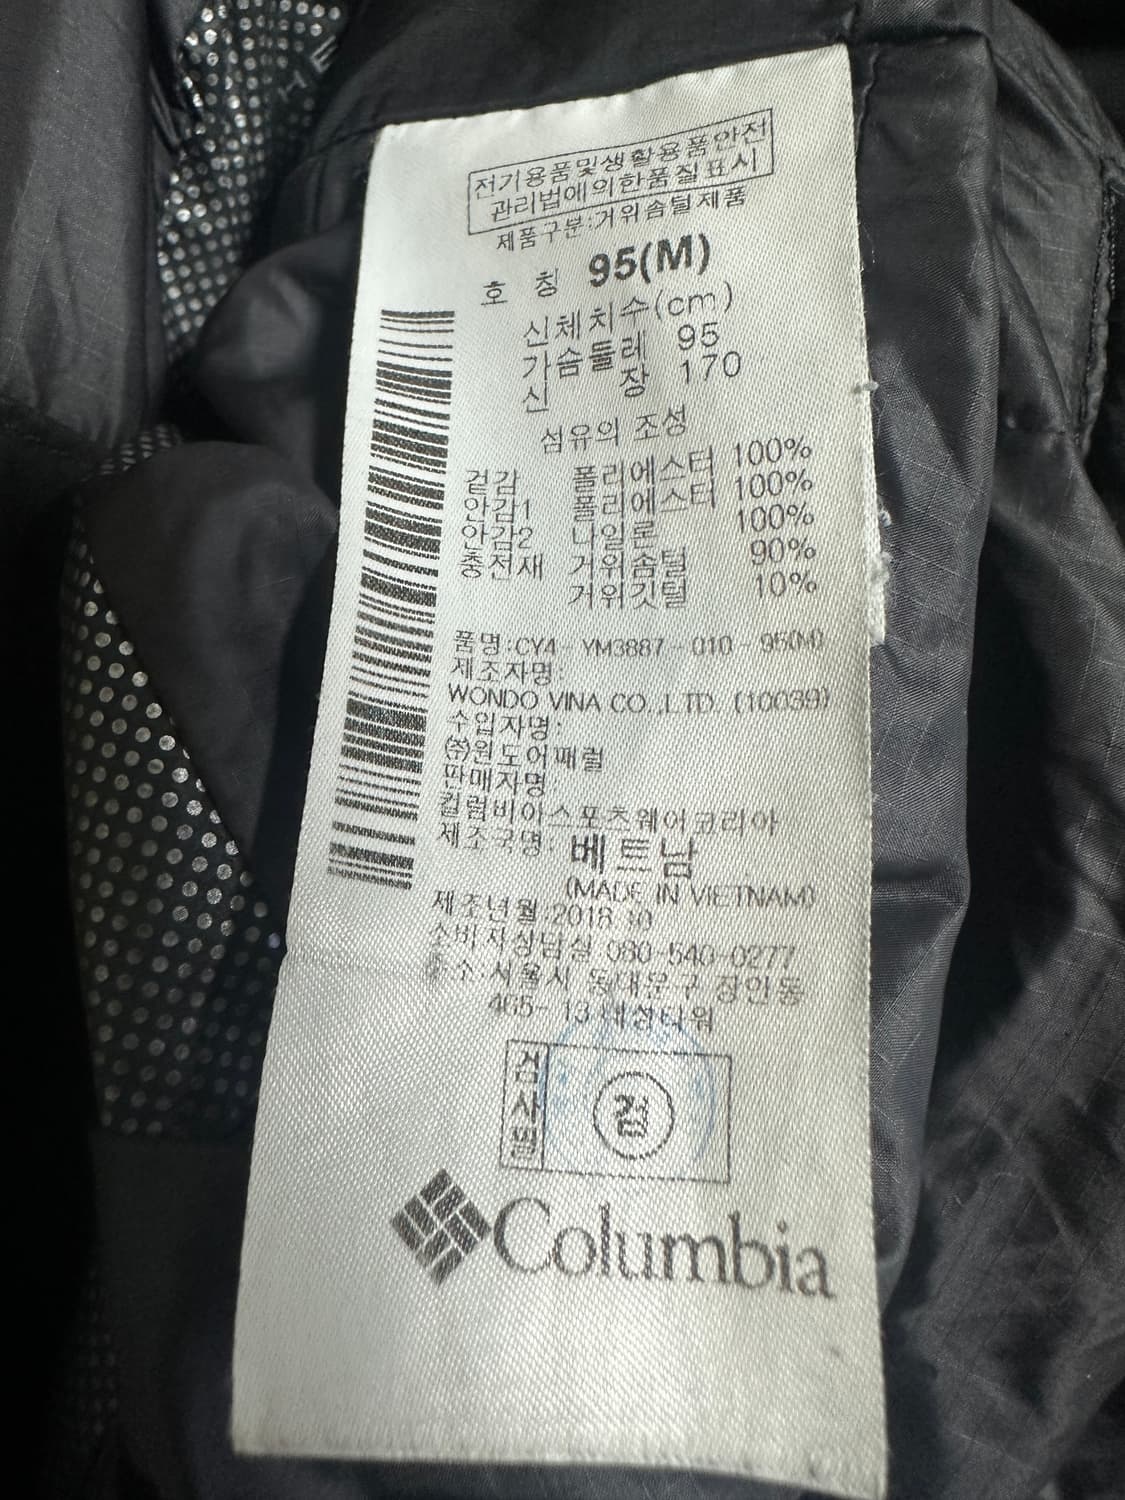 전기용품및생활용품안전
관리법에의한품질표시
제품구분:거위솜털제품
호 칭 95(M)
신체치수(cm)
가슴둘레 95
신 장 170
섬유의 조성
겉감 폴리에스터 100%
안감1 폴리에스터 100%
안감2 나일론 100%
충전재 거위솜털 90%
거위깃털 10%
품명:CY4-YM3887-010-95(M)
제조자명:
WONDO VINA CO.,LTD. (10039)
수입자명:
㈜원도어패럴
판매자명:
컬럼비아스포츠웨어코리아
제조국명: 베트남
(MADE IN VIETNAM)
제조년월:2018.10
소비자상담실 080-540-0277
주소:서울시 동대문구 장안동
465-13 대성타워
검사필 검
Columbia